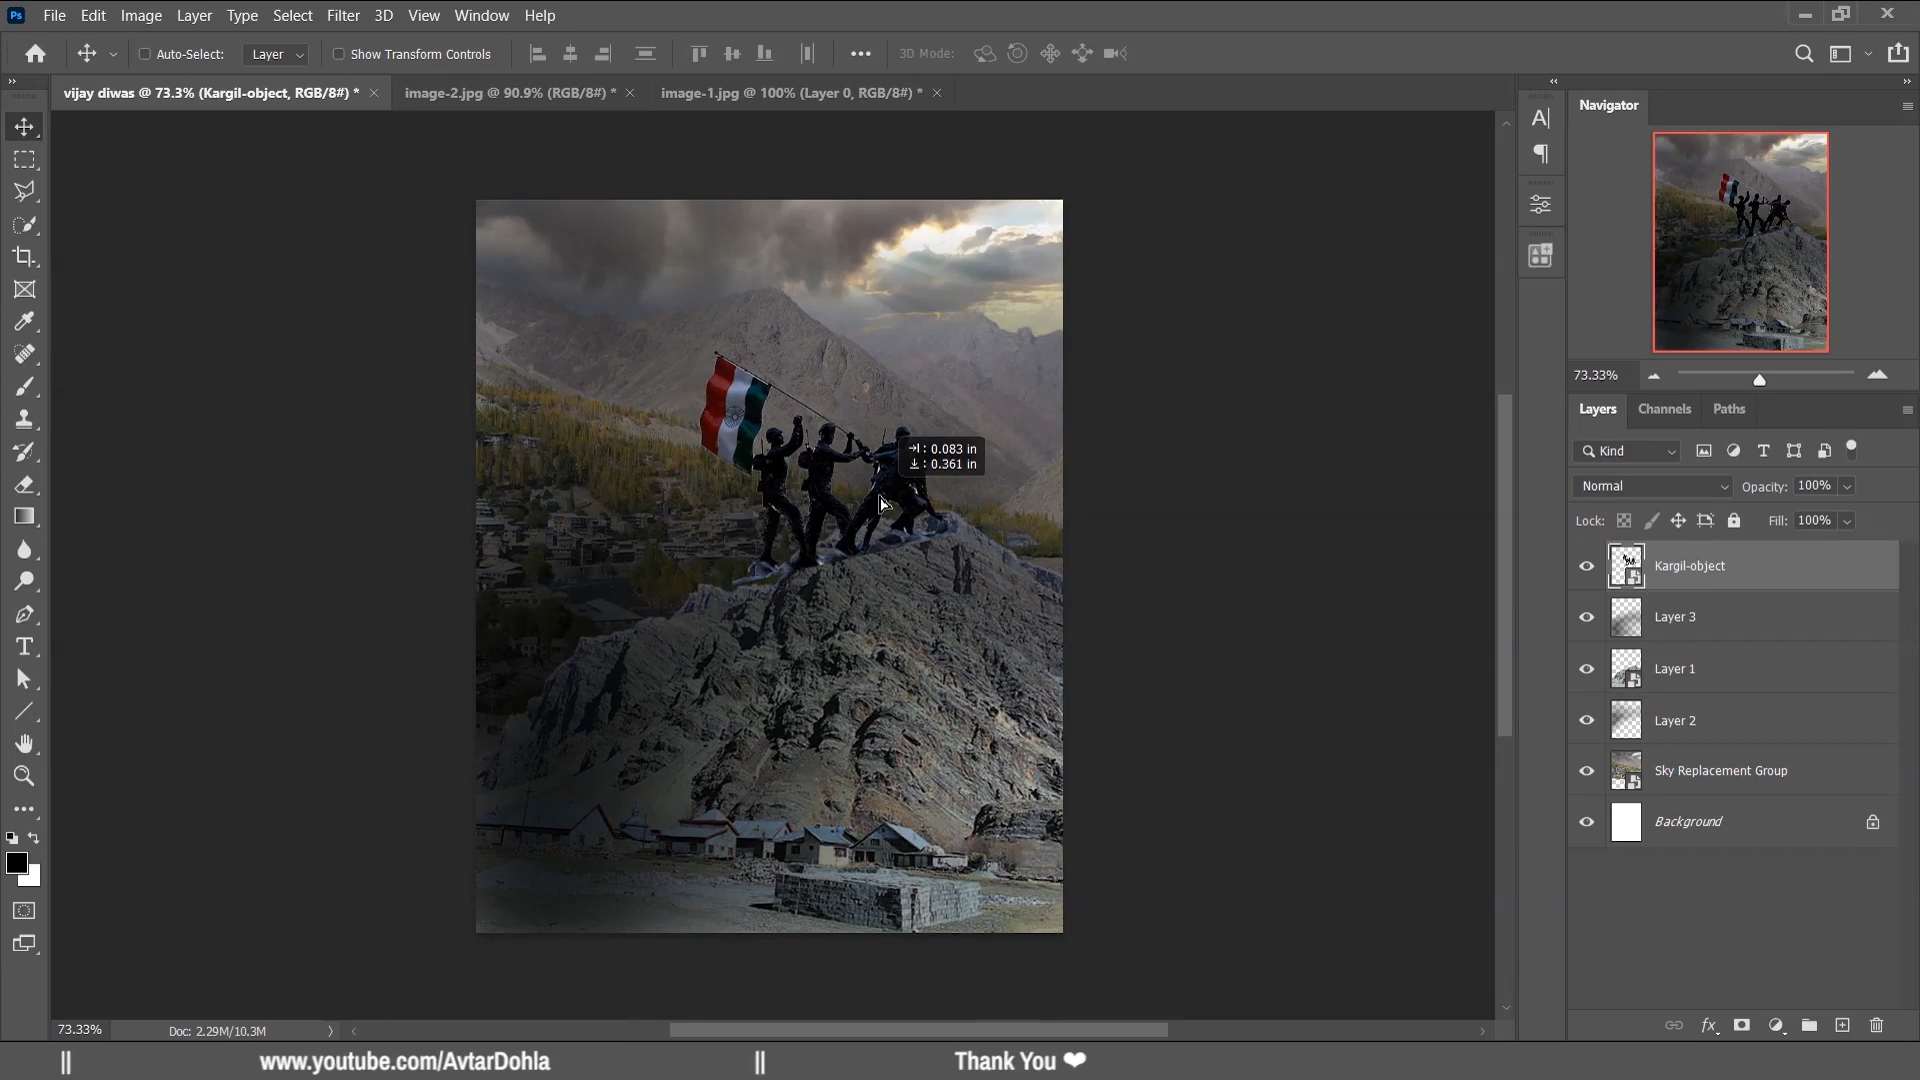 Ps File Edit Image Layer Type Select Filter 3D View Window Help
Auto-Select: Layer Show Transform Controls 3D Mode:
vijay diwas @ 73.3% (Kargil-object, RGB/8#) * image-2.jpg @ 90.9% (RGB/8#) * image-1.jpg @ 100% (Layer 0, RGB/8#) *
Navigator
73.33%
Layers Channels Paths
Kind
Normal Opacity: 100%
Lock: Fill: 100%
Kargil-object
Layer 3
Layer 1
Layer 2
Sky Replacement Group
Background
: 0.083 in
: 0.361 in
73.33% Doc: 2.29M/10.3M
|| www.youtube.com/AvtarDohla || Thank You ❤